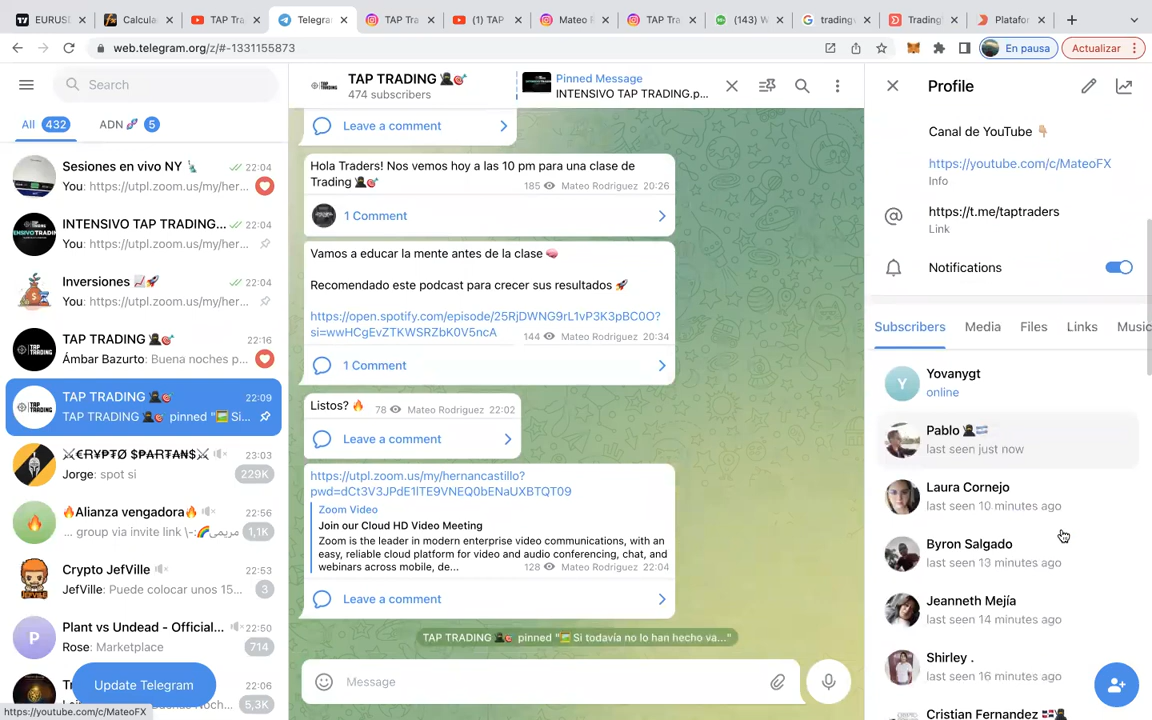 EURUS
Calcula
TAP Tra
Telegra
TAP Tra
(1) TAP
Mateo R
TAP Tra
(143) W
tradingv
Trading
Platafor
web.telegram.org/z/#-1331155873
En pausa
Actualizar
Search
All 432
ADN 🧬 5
Sesiones en vivo NY 🗽 22:04
You: https://utpl.zoom.us/my/her...
INTENSIVO TAP TRADING... 22:04
You: https://utpl.zoom.us/my/her...
Inversiones 📈🚀 22:04
You: https://utpl.zoom.us/my/her...
TAP TRADING 🥷🎯 22:16
Ámbar Bazurto: Buena noches p...
TAP TRADING 🥷🎯 22:09
TAP TRADING 🥷🎯 pinned "🖼 Si...
⚔€RYPTØ $PARTAN$⚔ 23:03
Jorge: spot si 229K
🔥Alianza vengadora🔥 22:56
... group via invite link \-:🌈مریمی 1,1K
Crypto JefVille 22:53
JefVille: Puede colocar unos 15... 3
Plant vs Undead - Official... 22:50
Rose: Marketplace 714
22:06
5,3K
Update Telegram
https://youtube.com/c/MateoFX
TAP TRADING 🥷🎯
474 subscribers
Pinned Message
INTENSIVO TAP TRADING.p...
Leave a comment
Hola Traders! Nos vemos hoy a las 10 pm para una clase de
Trading 🥷🎯 185 Mateo Rodriguez 20:26
1 Comment
Vamos a educar la mente antes de la clase 🧠
Recomendado este podcast para crecer sus resultados 🚀
https://open.spotify.com/episode/25RjDWNG9rL1vP3K3pBC0O?
si=wwHCgEvZTKWSRZbK0V5ncA 144 Mateo Rodriguez 20:34
1 Comment
Listos? 🔥 78 Mateo Rodriguez 22:02
Leave a comment
https://utpl.zoom.us/my/hernancastillo?
pwd=dCt3V3JPdE1lTE9VNEQ0bENaUXBTQT09
Zoom Video
Join our Cloud HD Video Meeting
Zoom is the leader in modern enterprise video communications, with an
easy, reliable cloud platform for video and audio conferencing, chat, and
webinars across mobile, de... 128 Mateo Rodriguez 22:04
Leave a comment
TAP TRADING 🥷🎯 pinned "🖼 Si todavía no lo han hecho va..."
Message
Profile
Canal de YouTube 👇🏼
https://youtube.com/c/MateoFX
Info
https://t.me/taptraders
Link
Notifications
Subscribers
Media
Files
Links
Music
Y
Yovanygt
online
Pablo 🥷🇭🇳
last seen just now
Laura Cornejo
last seen 10 minutes ago
Byron Salgado
last seen 13 minutes ago
Jeanneth Mejía
last seen 14 minutes ago
Shirley .
last seen 16 minutes ago
Cristian Fernandez 🇩🇴🥷